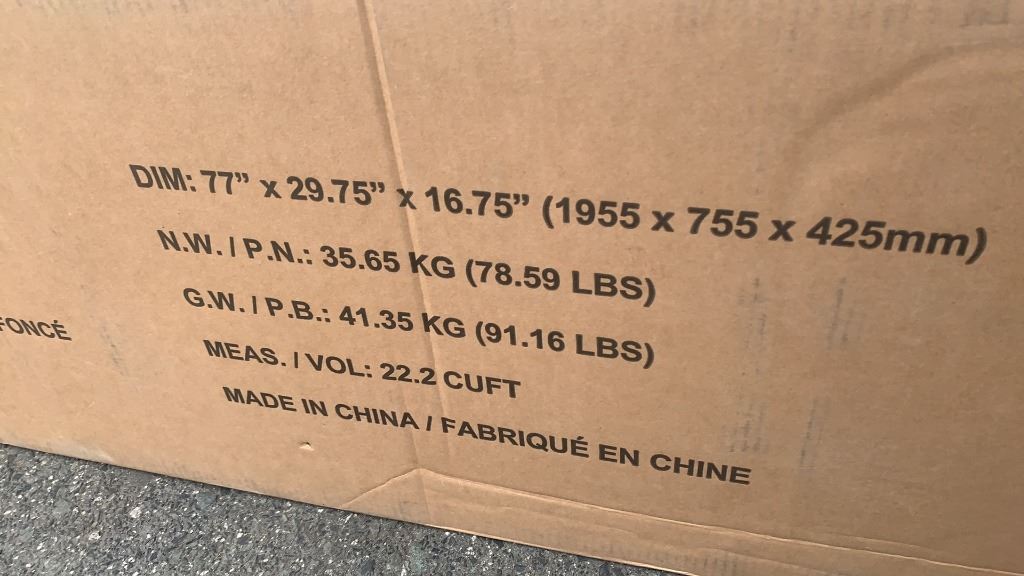 DIM: 77” x 29.75” x 16.75” (1955 x 755 x 425mm)
N.W. / P.N.: 35.65 KG (78.59 LBS)
G.W. / P.B.: 41.35 KG (91.16 LBS)
FONCÉ
MEAS. / VOL: 22.2 CUFT
MADE IN CHINA / FABRIQUÉ EN CHINE